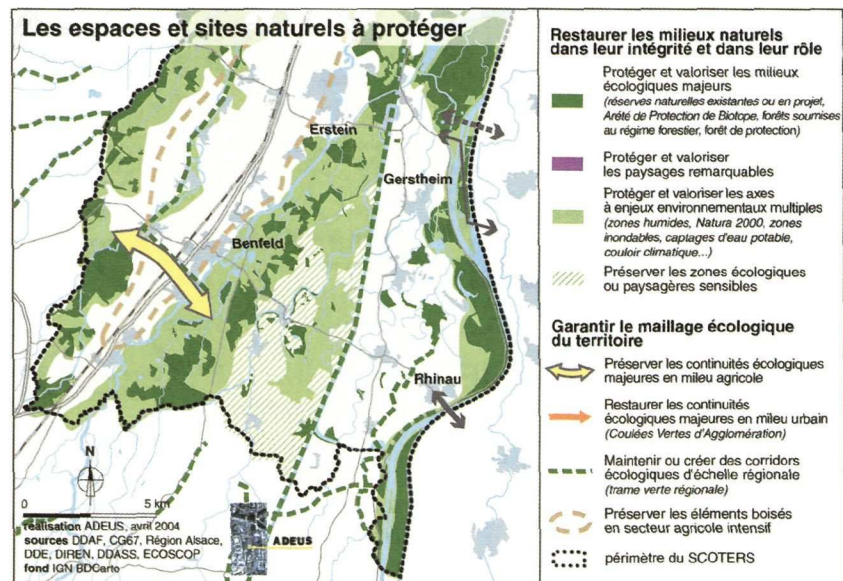 Les espaces et sites naturels à protéger
Erstein
Gerstheim
Benfeld
Rhinau
N
0 5 km
réalisation ADEUS, avril 2004
sources DDAF, CG67, Région Alsace,
DDE, DIREN, DDASS, ECOSCOP
fond IGN BDCarto
ADEUS
Restaurer les milieux naturels
dans leur intégrité et dans leur rôle
Protéger et valoriser les milieux
écologiques majeurs
(réserves naturelles existantes ou en projet,
Arété de Protection de Biotope, forêts soumises
au régime forestier, forêt de protection)
Protéger et valoriser
les paysages remarquables
Protéger et valoriser les axes
à enjeux environnementaux multiples
(zones humides, Natura 2000, zones
inondables, captages d'eau potable,
couloir climatique...)
Préserver les zones écologiques
ou paysagères sensibles
Garantir le maillage écologique
du territoire
Préserver les continuités écologiques
majeures en mileu agricole
Restaurer les continuités
écologiques majeures en mileu urbain
(Coulées Vertes d'Agglomération)
Maintenir ou créer des corridors
écologiques d'échelle régionale
(trame verte régionale)
Préserver les éléments boisés
en secteur agricole intensif
périmètre du SCOTERS